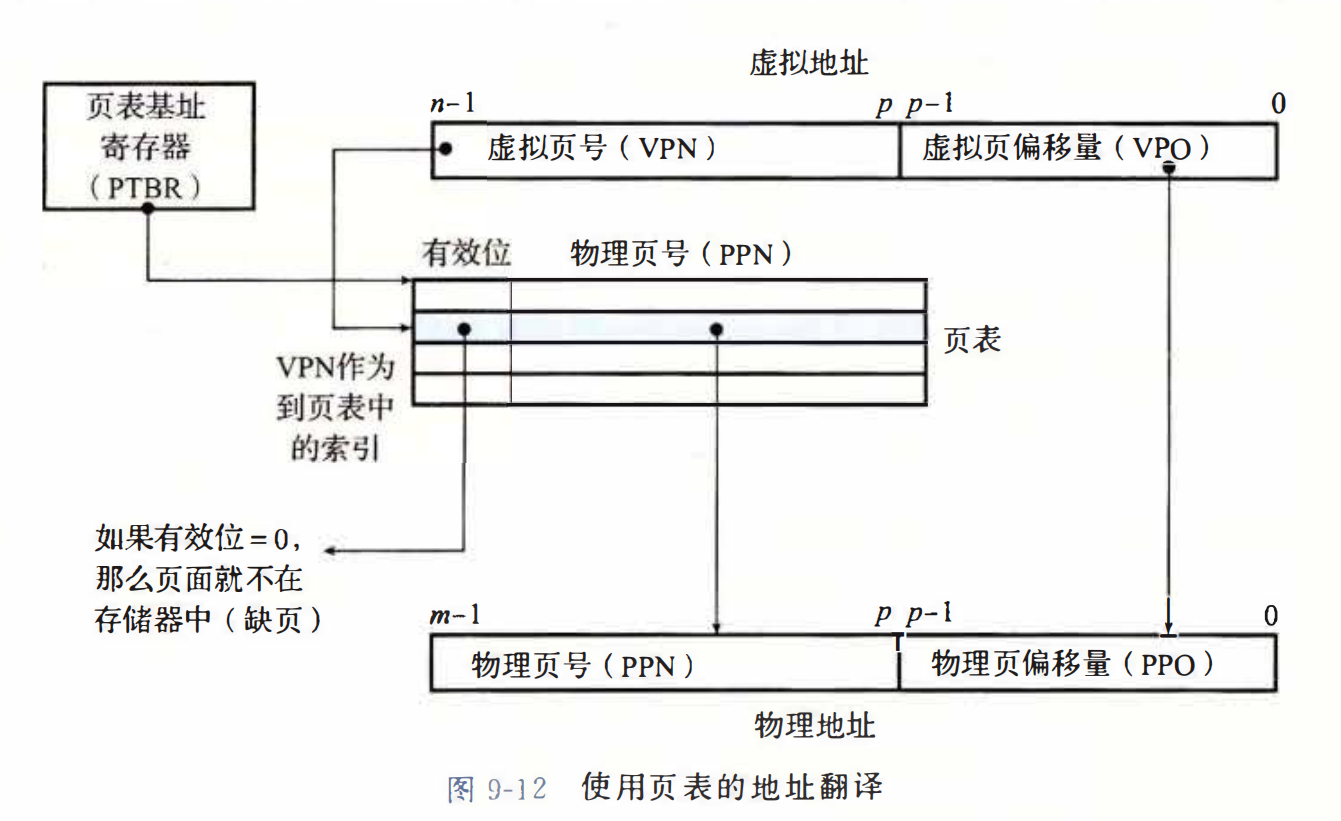 虚拟地址
页表基址
寄存器
（PTBR）
n-1
p
p-1
0
虚拟页号（VPN）
虚拟页偏移量（VPO）
有效位
物理页号（PPN）
页表
VPN作为
到页表中
的索引
如果有效位=0，
那么页面就不在
存储器中（缺页）
m-1
p
p-1
0
物理页号（PPN）
物理页偏移量（PPO）
物理地址
图 9-12 使用页表的地址翻译